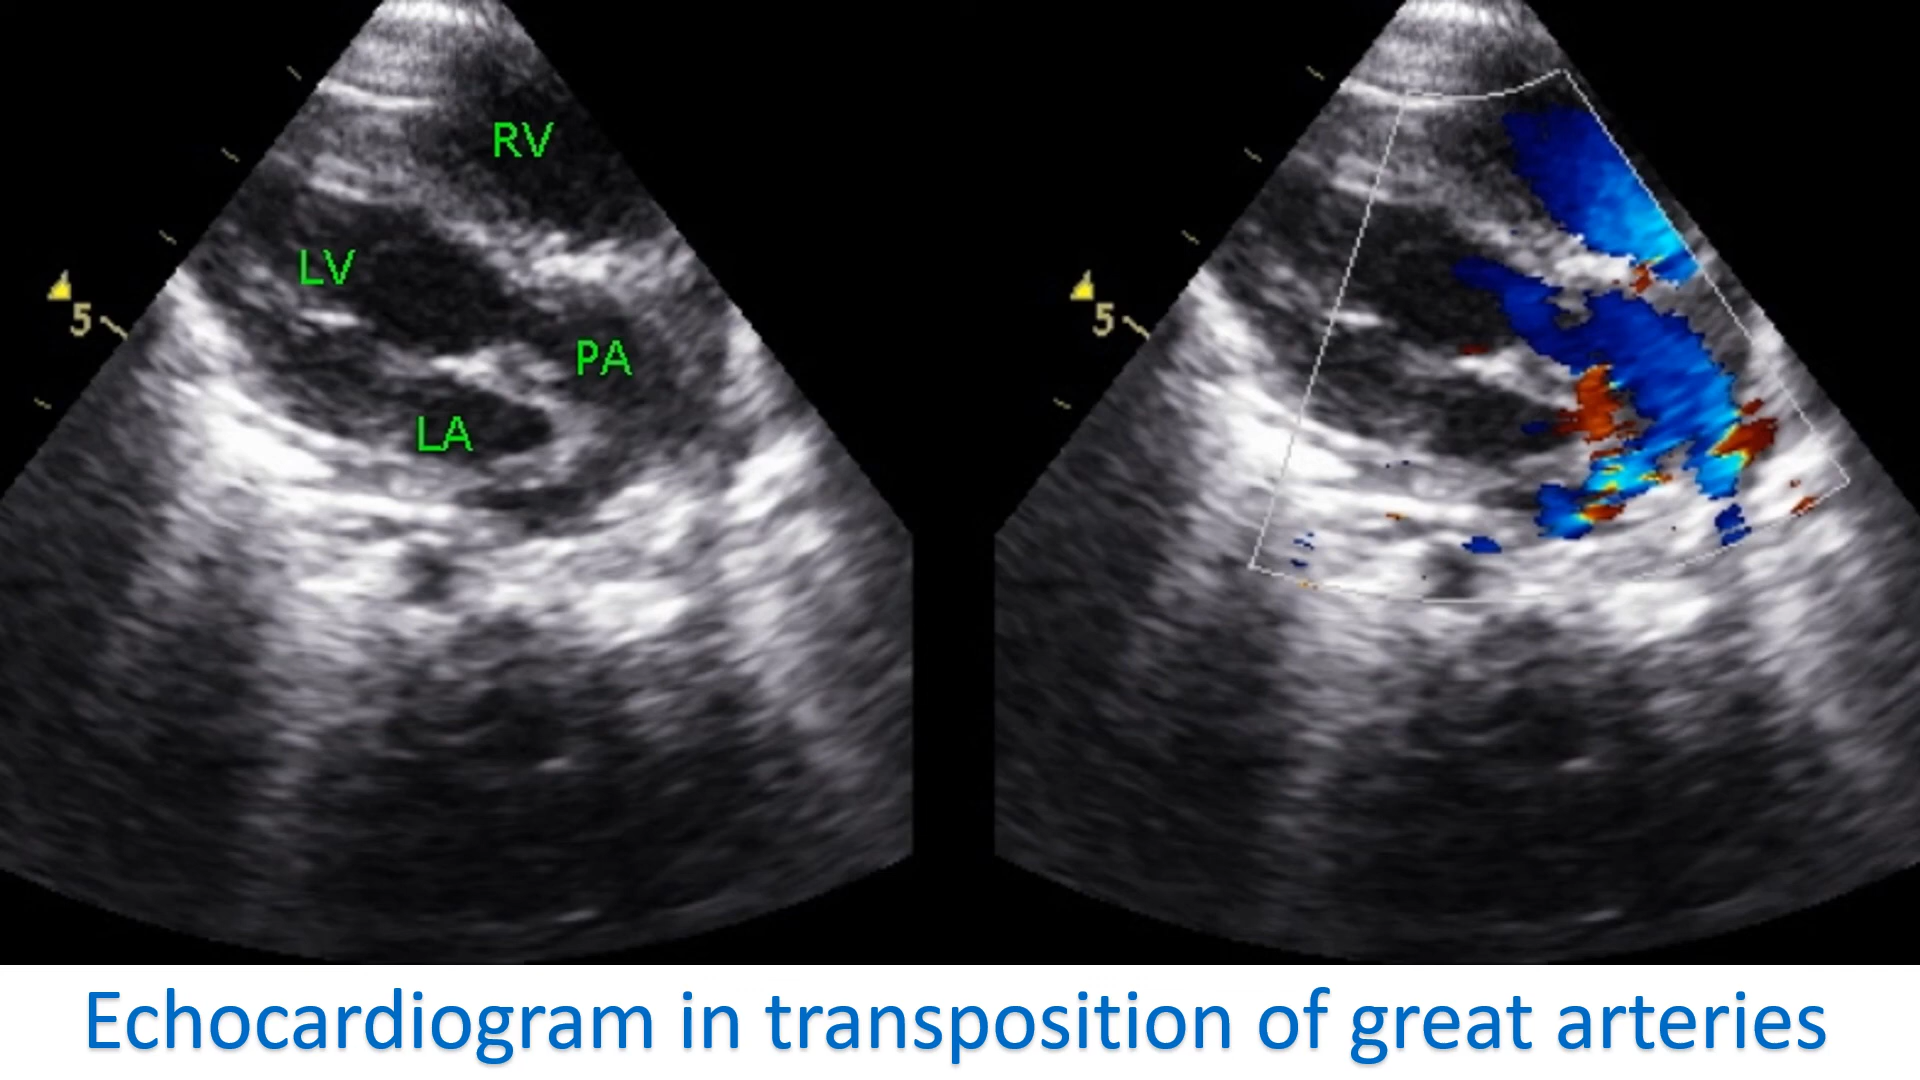 RV
LV
PA
LA
5
5
Echocardiogram in transposition of great arteries